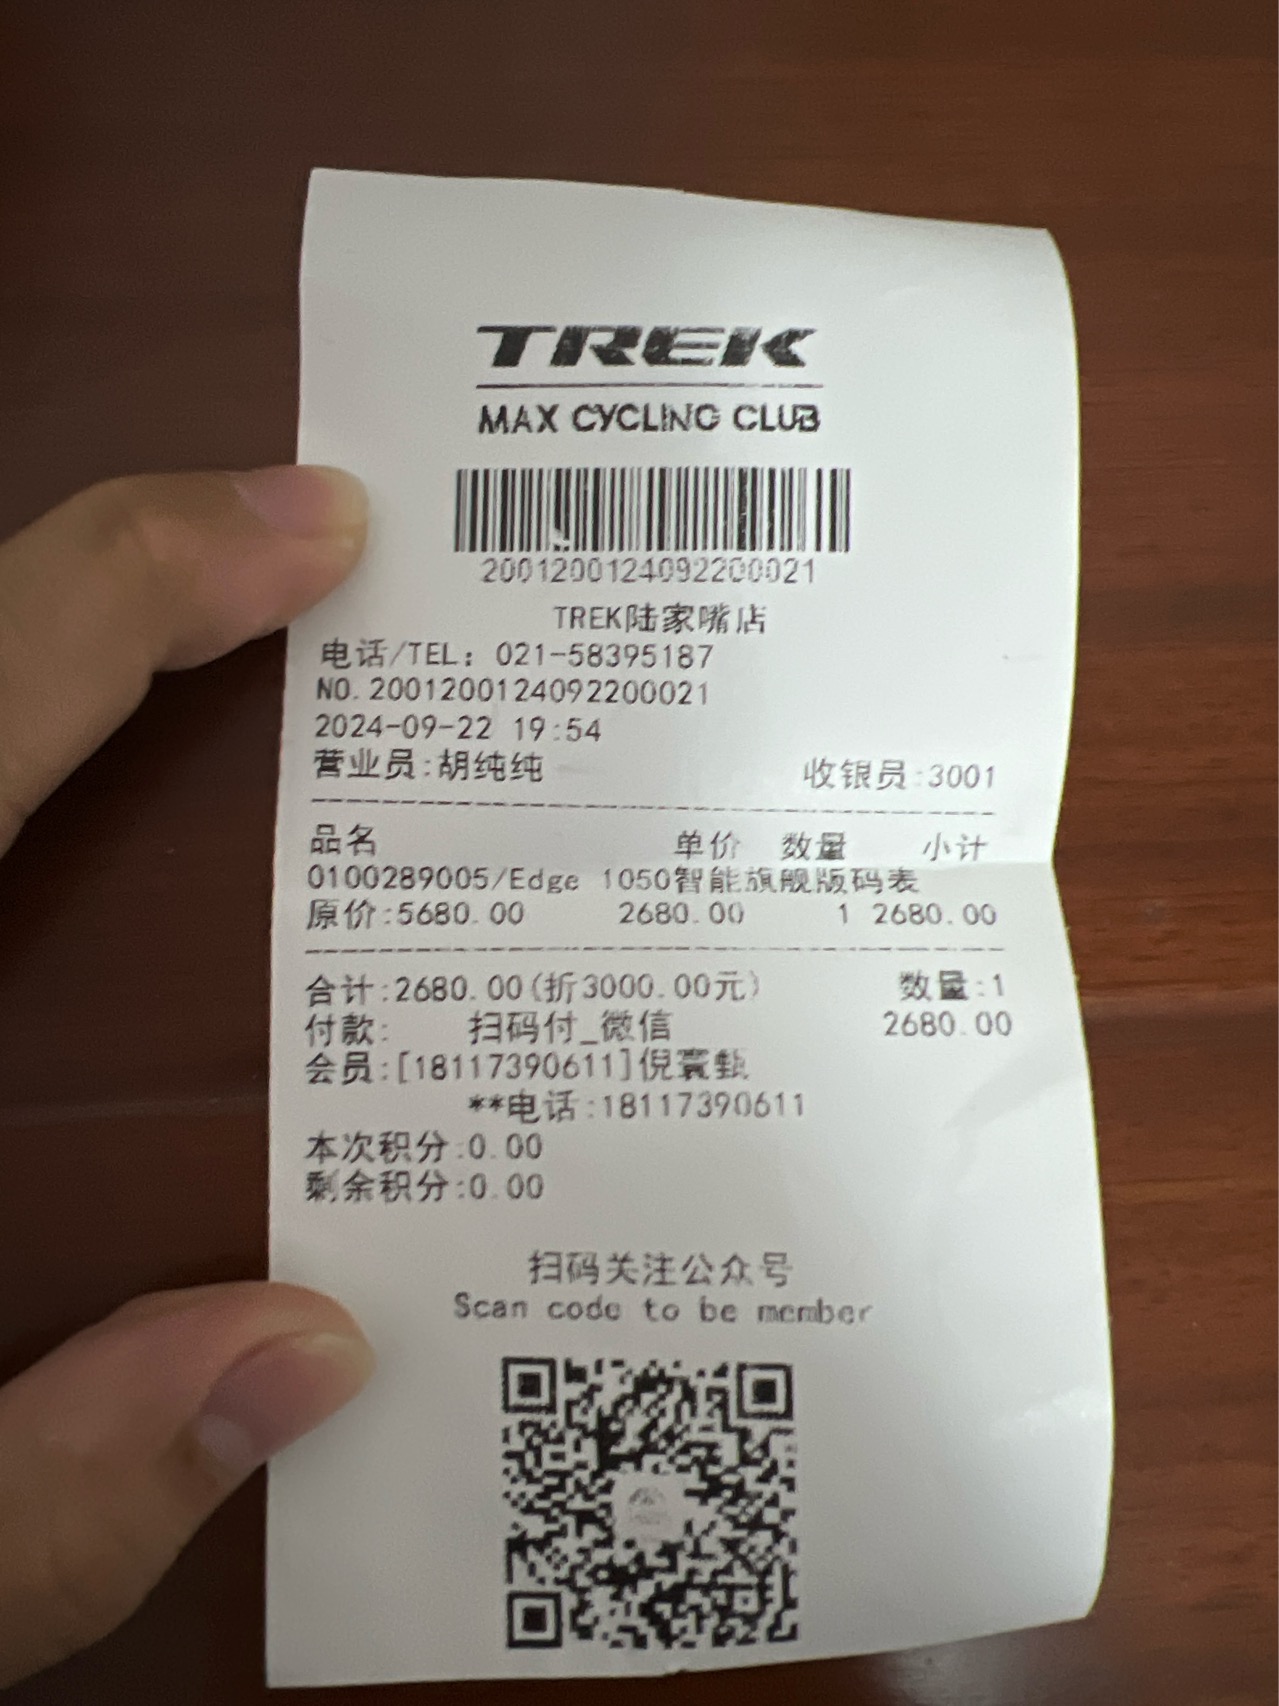 TREK
MAX CYCLING CLUB
2001200124092200021
TREK陆家嘴店
电话/TEL: 021-58395187
NO.2001200124092200021
2024-09-22 19:54
营业员:胡纯纯 收银员:3001
品名 单价 数量 小计
0100289005/Edge 1050智能旗舰版码表
原价:5680.00 2680.00 1 2680.00
合计:2680.00(折3000.00元) 数量:1
付款: 扫码付_微信 2680.00
会员:[18117390611]倪寰甄
**电话:18117390611
本次积分:0.00
剩余积分:0.00
扫码关注公众号
Scan code to be member